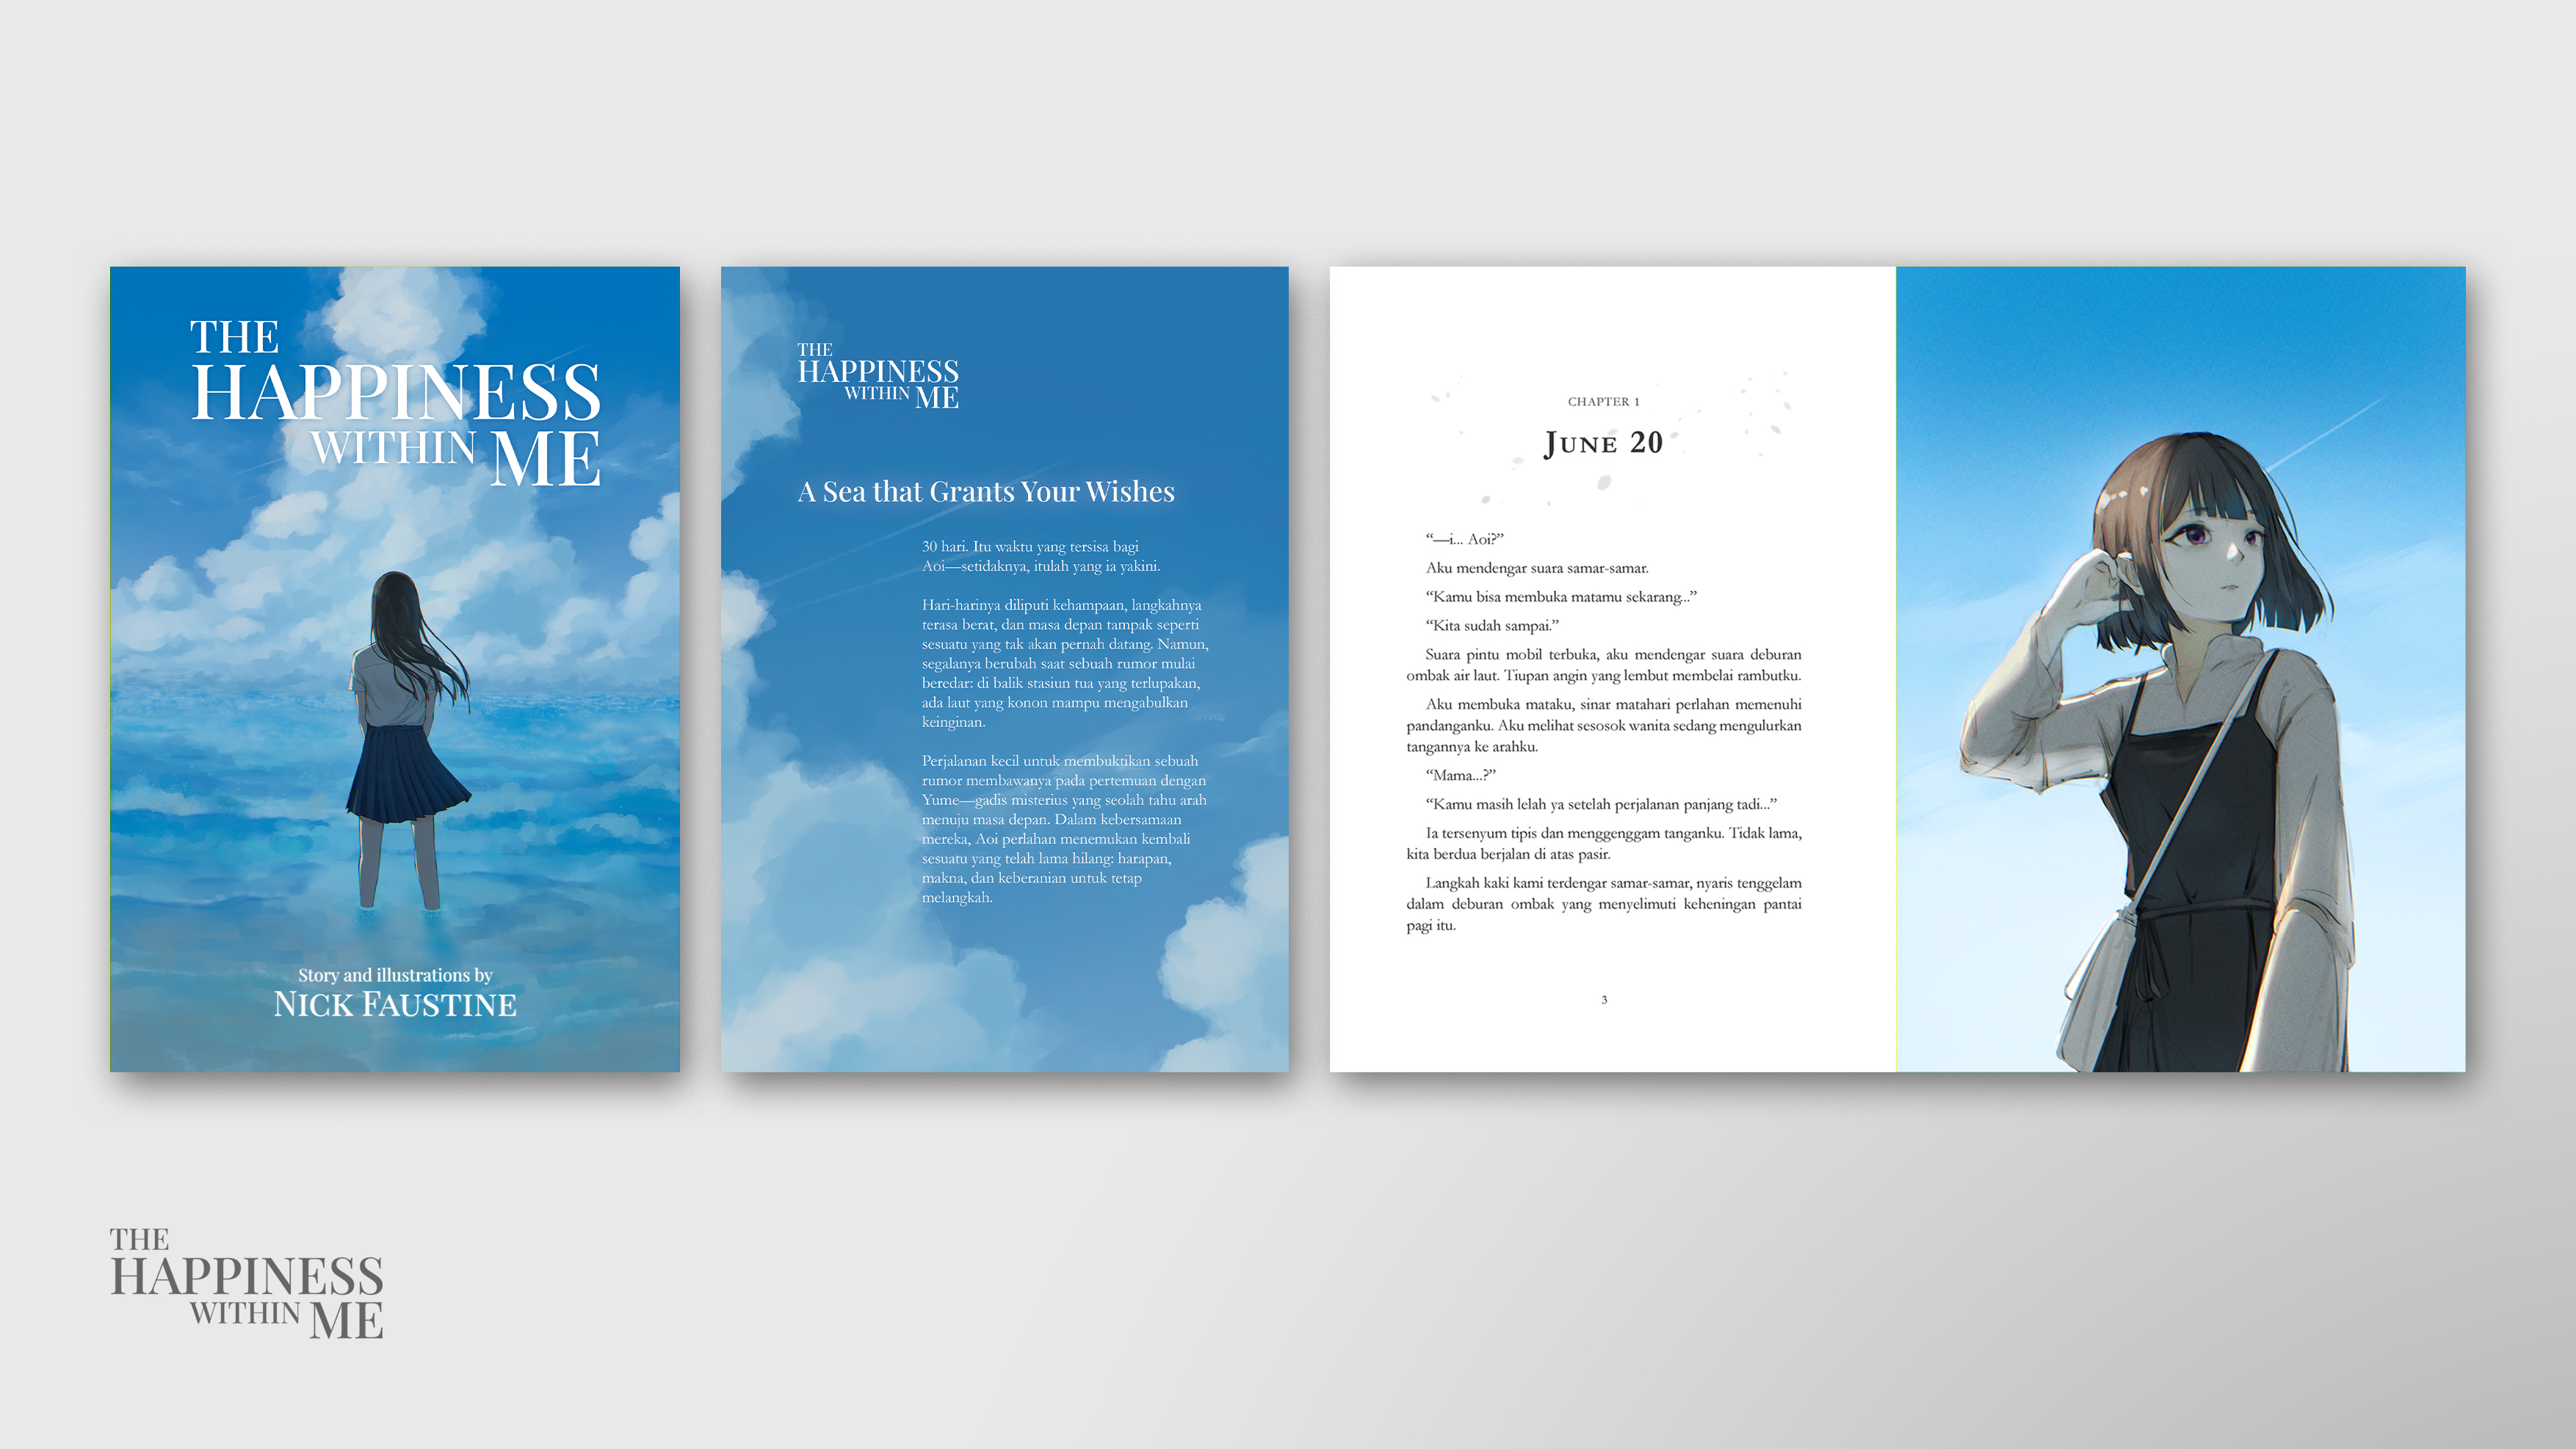 THE
HAPPINESS
WITHIN ME
Story and illustrations by
NICK FAUSTINE
THE
HAPPINESS
WITHIN ME
A Sea that Grants Your Wishes
30 hari. Itu waktu yang tersisa bagi
Aoi—setidaknya, itulah yang ia yakini.
Hari-harinya diliputi kehampaan, langkahnya
terasa berat, dan masa depan tampak seperti
sesuatu yang tak akan pernah datang. Namun,
segalanya berubah saat sebuah rumor mulai
beredar: di balik stasiun tua yang terlupakan,
ada laut yang konon mampu mengabulkan
keinginan.
Perjalanan kecil untuk membuktikan sebuah
rumor membawanya pada pertemuan dengan
Yume—gadis misterius yang seolah tahu arah
menuju masa depan. Dalam kebersamaan
mereka, Aoi perlahan menemukan kembali
sesuatu yang telah lama hilang: harapan,
makna, dan keberanian untuk tetap
melangkah.
CHAPTER 1
JUNE 20
“—i... Aoi?”
Aku mendengar suara samar-samar.
“Kamu bisa membuka matamu sekarang...”
“Kita sudah sampai.”
Suara pintu mobil terbuka, aku mendengar suara deburan
ombak air laut. Tiupan angin yang lembut membelai rambutku.
Aku membuka mataku, sinar matahari perlahan memenuhi
pandanganku. Aku melihat sesosok wanita sedang mengulurkan
tangannya ke arahku.
“Mama...?”
“Kamu masih lelah ya setelah perjalanan panjang tadi...”
Ia tersenyum tipis dan menggenggam tanganku. Tidak lama,
kita berdua berjalan di atas pasir.
Langkah kaki kami terdengar samar-samar, nyaris tenggelam
dalam deburan ombak yang menyelimuti keheningan pantai
pagi itu.
3
THE
HAPPINESS
WITHIN ME